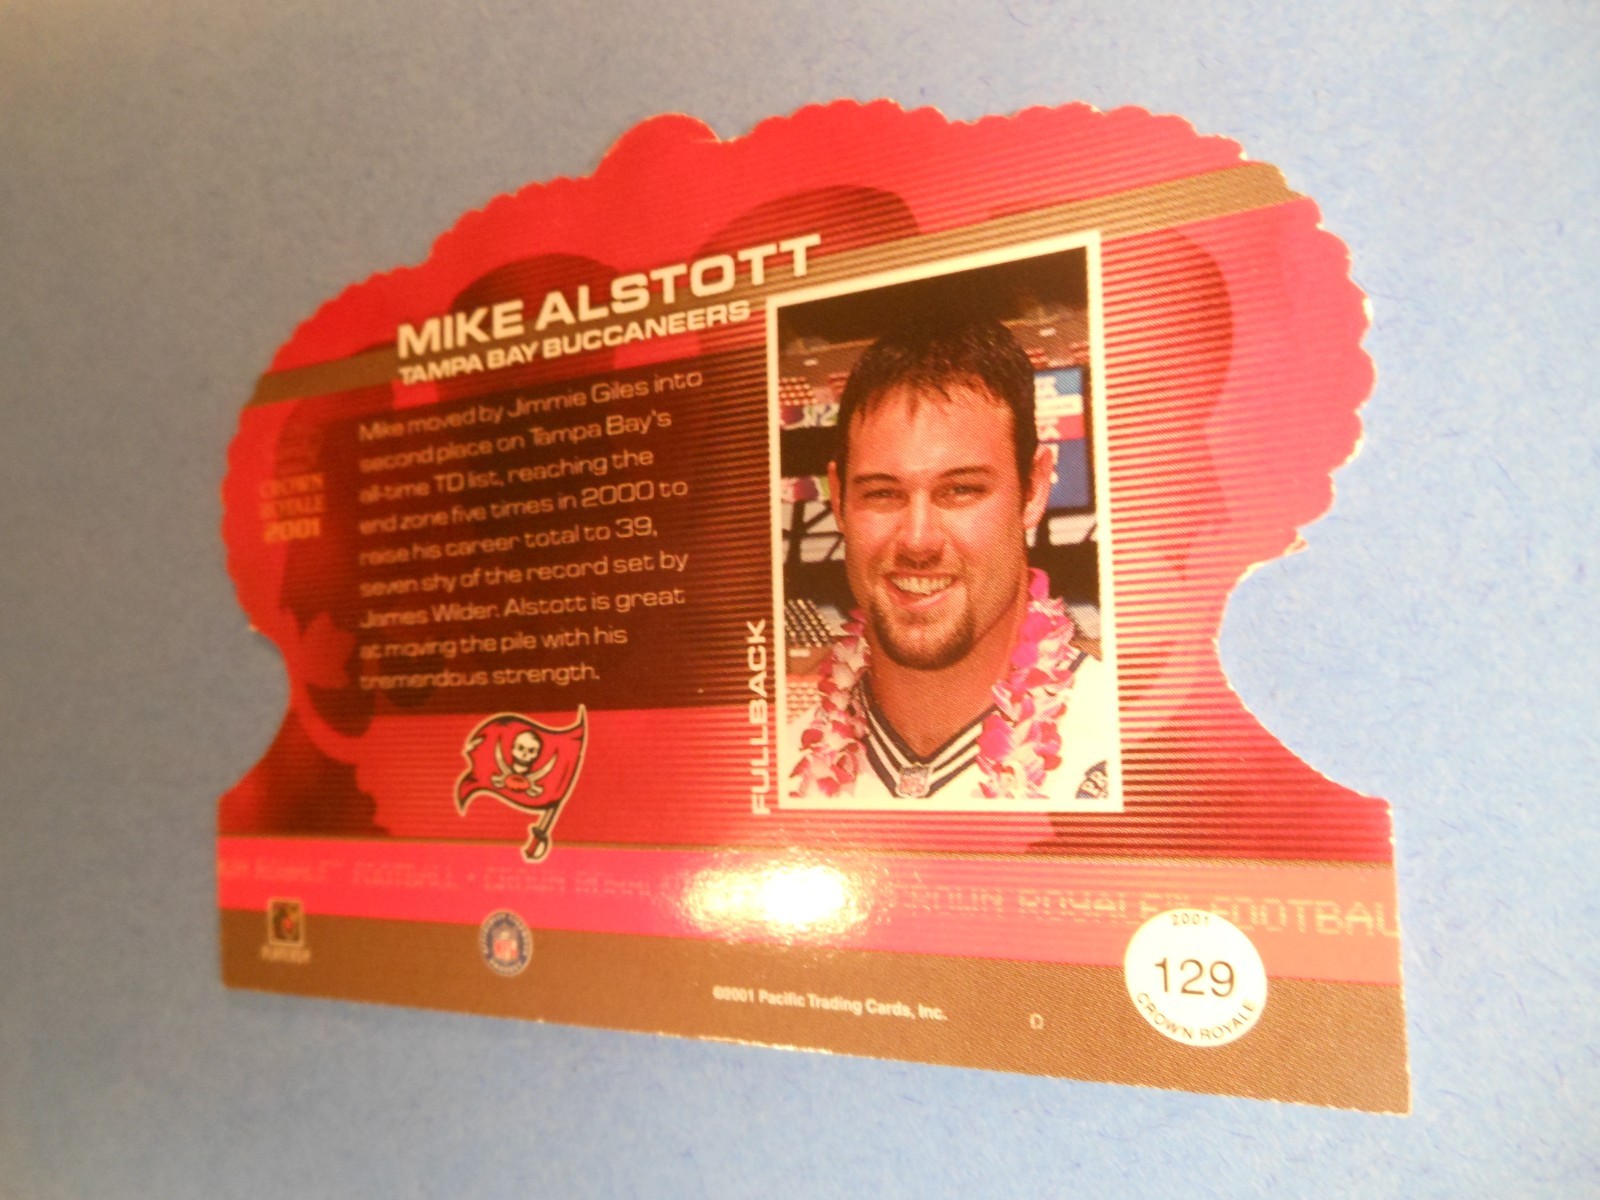 MIKE ALSTOTT
TAMPA BAY BUCCANEERS
Mike moved by Jimmie Giles into
second place on Tampa Bay's
all-time TD list, reaching the
end zone five times in 2000 to
raise his career total to 39,
seven shy of the record set by
James Wilder. Alstott is great
at moving the pile with his
tremendous strength.
CROWN
ROYALE
2001
FULLBACK
FOOTBALL • CROWN
CROWN ROYALE FOOTBAL
PLAYERS
©2001 Pacific Trading Cards, Inc.
D
2001
129
CROWN ROYALE